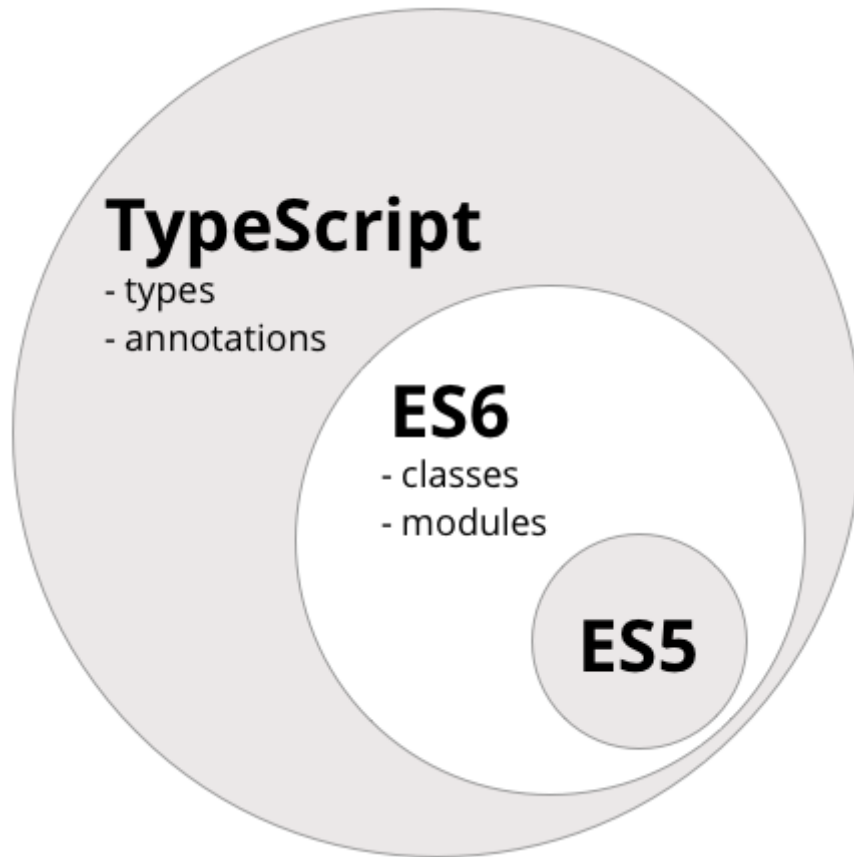 TypeScript
- types
- annotations
ES6
- classes
- modules
ES5